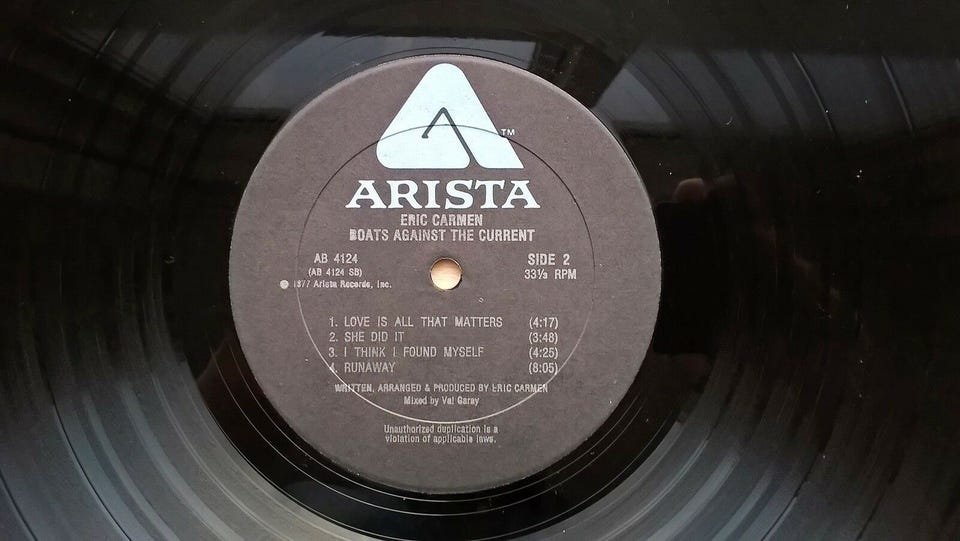 TM
ARISTA
ERIC CARMEN
BOATS AGAINST THE CURRENT
AB 4124 SIDE 2
(AB 4124 SB) 33⅓ RPM
℗ 1977 Arista Records, Inc.
1. LOVE IS ALL THAT MATTERS (4:17)
2. SHE DID IT (3:48)
3. I THINK I FOUND MYSELF (4:25)
4. RUNAWAY (8:05)
WRITTEN, ARRANGED & PRODUCED BY ERIC CARMEN
Mixed by Val Garay
Unauthorized duplication is a
violation of applicable laws.